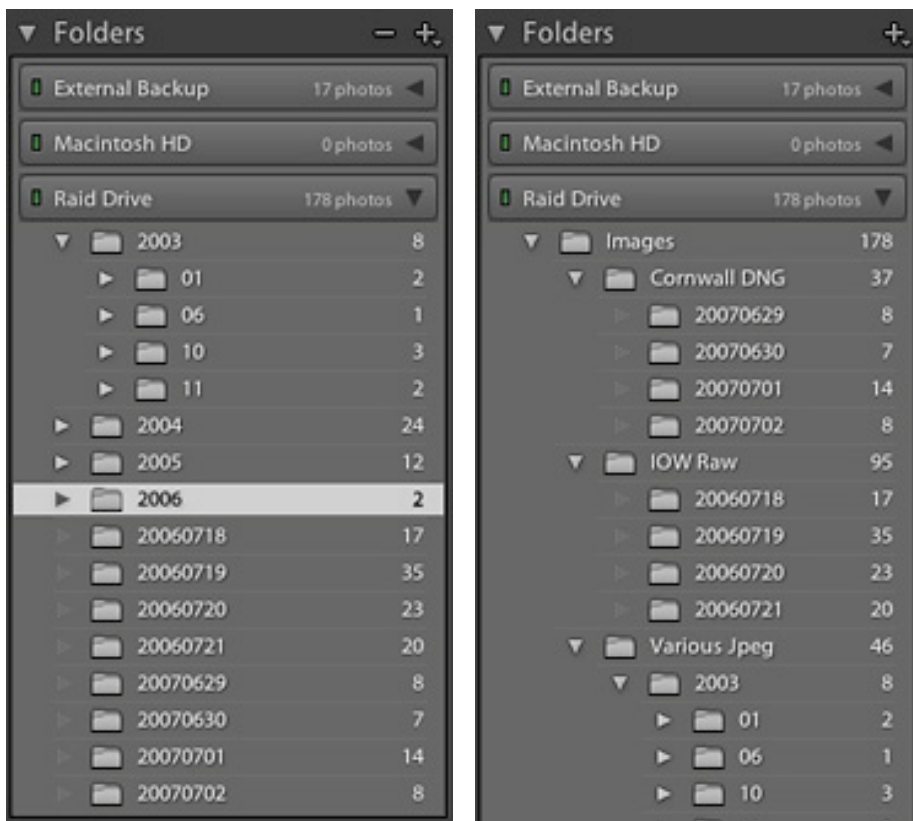 Folders
External Backup 17 photos
Macintosh HD 0 photos
Raid Drive 178 photos
2003 8
01 2
06 1
10 3
11 2
2004 24
2005 12
2006 2
20060718 17
20060719 35
20060720 23
20060721 20
20070629 8
20070630 7
20070701 14
20070702 8
Folders
External Backup 17 photos
Macintosh HD 0 photos
Raid Drive 178 photos
Images 178
Cornwall DNG 37
20070629 8
20070630 7
20070701 14
20070702 8
IOW Raw 95
20060718 17
20060719 35
20060720 23
20060721 20
Various Jpeg 46
2003 8
01 2
06 1
10 3